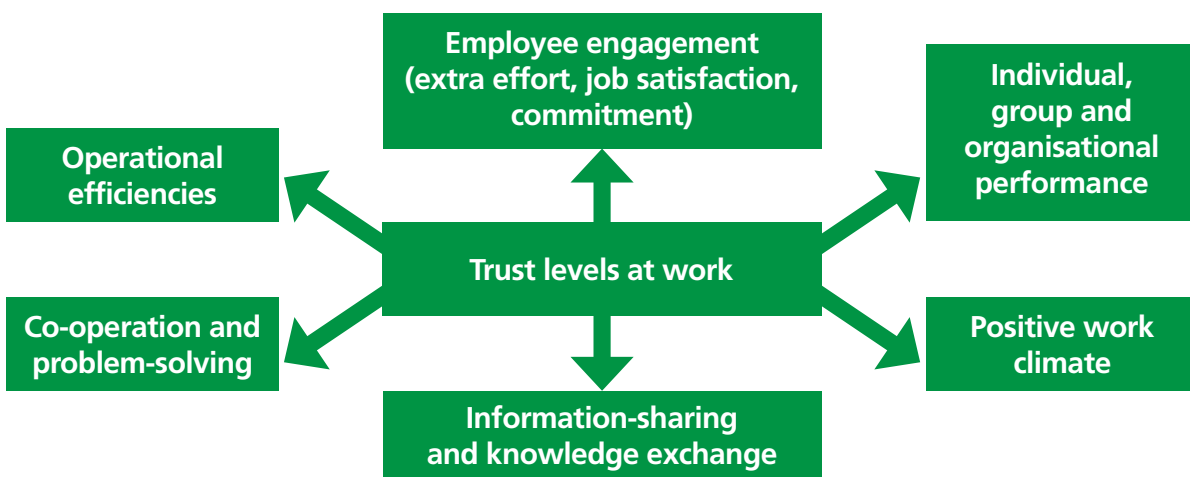 Employee engagement
(extra effort, job satisfaction,
commitment)
Individual,
group and
organisational
performance
Operational
efficiencies
Trust levels at work
Co-operation and
problem-solving
Positive work
climate
Information-sharing
and knowledge exchange